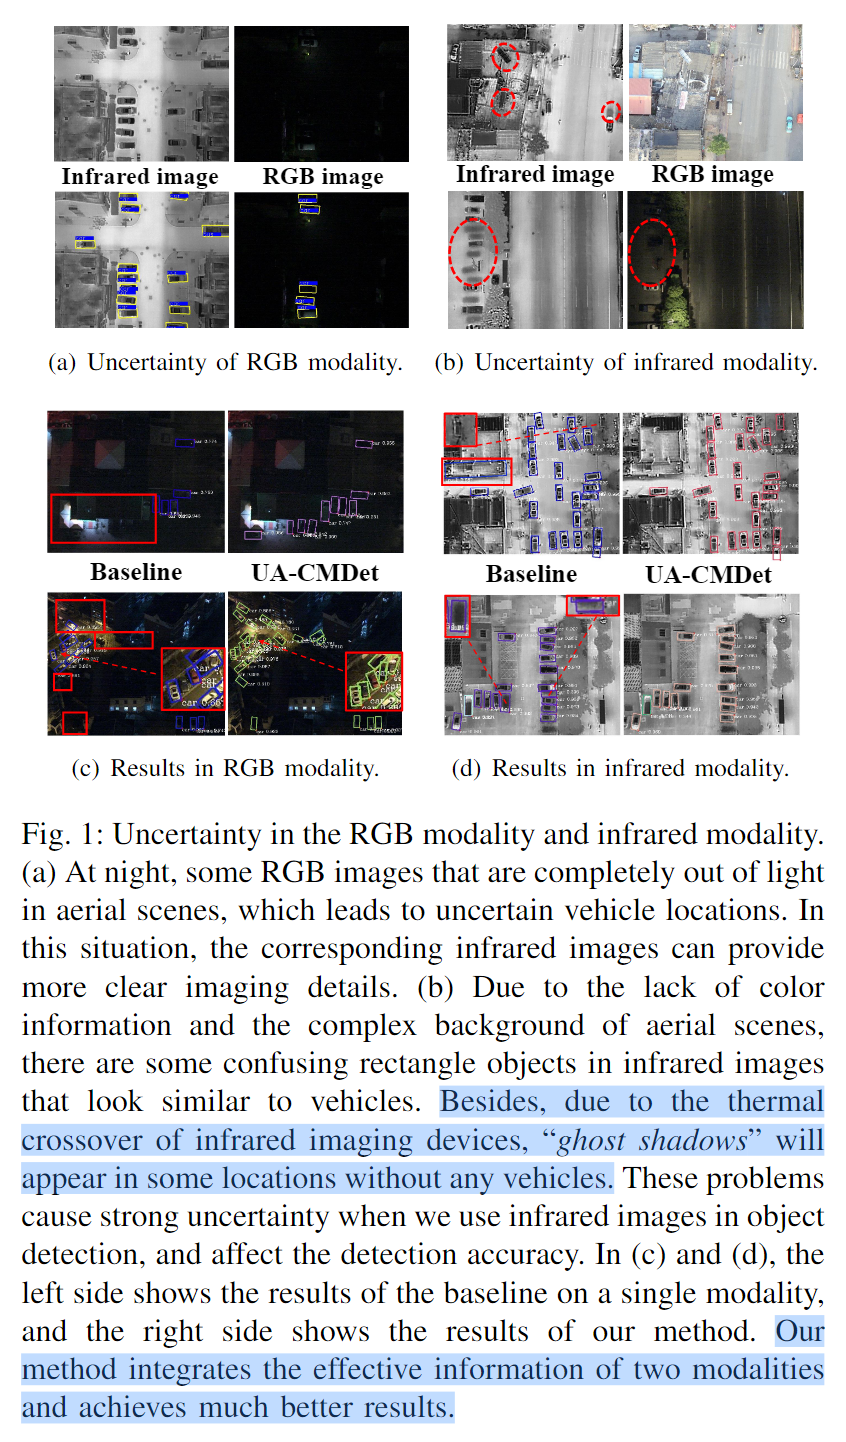 Infrared image RGB image
Infrared image RGB image
(a) Uncertainty of RGB modality.
(b) Uncertainty of infrared modality.
Baseline UA-CMDet
Baseline UA-CMDet
(c) Results in RGB modality.
(d) Results in infrared modality.
Fig. 1: Uncertainty in the RGB modality and infrared modality.
(a) At night, some RGB images that are completely out of light
in aerial scenes, which leads to uncertain vehicle locations. In
this situation, the corresponding infrared images can provide
more clear imaging details. (b) Due to the lack of color
information and the complex background of aerial scenes,
there are some confusing rectangle objects in infrared images
that look similar to vehicles. Besides, due to the thermal
crossover of infrared imaging devices, “ghost shadows” will
appear in some locations without any vehicles. These problems
cause strong uncertainty when we use infrared images in object
detection, and affect the detection accuracy. In (c) and (d), the
left side shows the results of the baseline on a single modality,
and the right side shows the results of our method. Our
method integrates the effective information of two modalities
and achieves much better results.